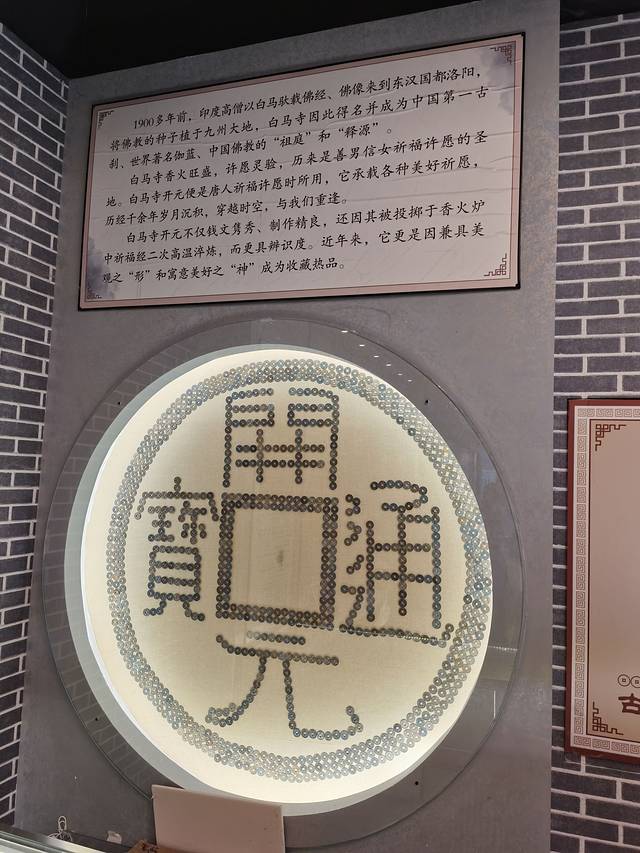 1900多年前，印度高僧以白马驮载佛经、佛像来到东汉国都洛阳，
将佛教的种子植于九州大地，白马寺因此得名并成为中国第一古
刹、世界著名伽蓝、中国佛教的“祖庭”和“释源”。
白马寺香火旺盛，许愿灵验，历来是善男信女祈福许愿的圣
地。白马寺开元便是唐人祈福许愿时所用，它承载各种美好祈愿，
历经千余年岁月沉积，穿越时空，与我们重逢。
白马寺开元不仅钱文隽秀、制作精良，还因其被投掷于香火炉
中祈福经二次高温淬炼，而更具辨识度。近年来，它更是因兼具美
观之“形”和寓意美好之“神”成为收藏热品。
開
元
通
寳
古